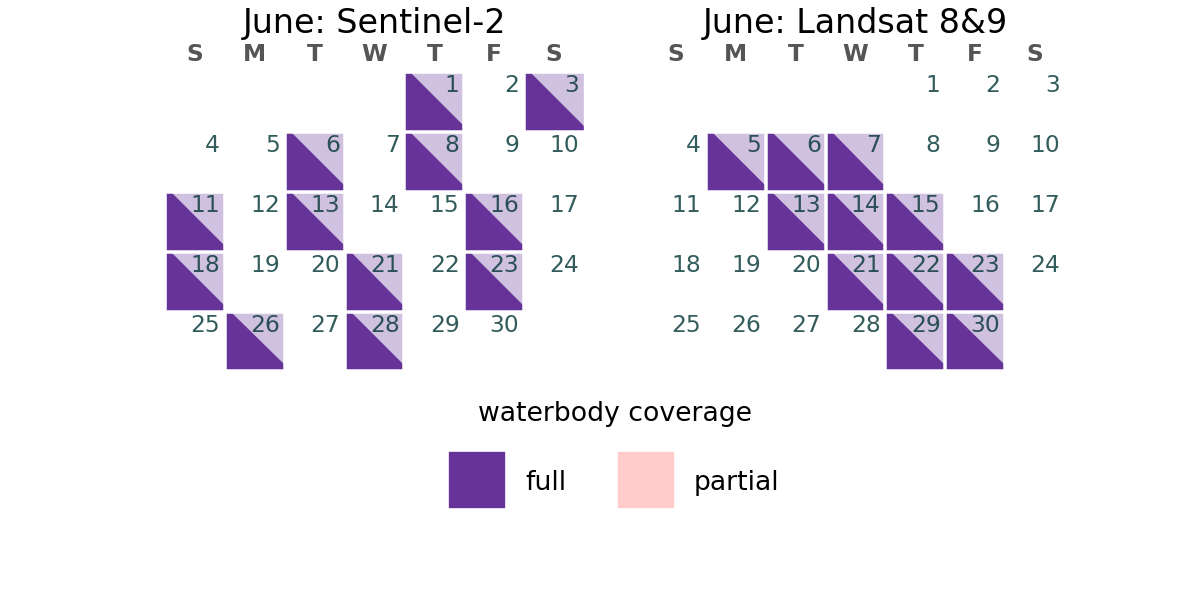 June: Sentinel-2
S M T W T F S
1 2 3
4 5 6 7 8 9 10
11 12 13 14 15 16 17
18 19 20 21 22 23 24
25 26 27 28 29 30
June: Landsat 8&9
S M T W T F S
1 2 3
4 5 6 7 8 9 10
11 12 13 14 15 16 17
18 19 20 21 22 23 24
25 26 27 28 29 30
waterbody coverage
full partial